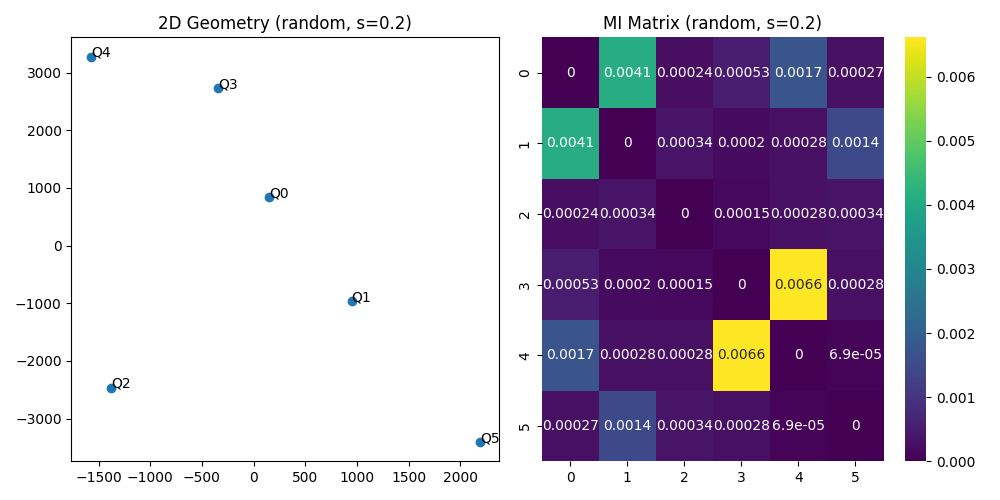 2D Geometry (random, s=0.2)
3000
2000
1000
0
−1000
−2000
−3000
Q4
Q3
Q0
Q1
Q2
Q5
−1500 −1000 −500 0 500 1000 1500 2000
MI Matrix (random, s=0.2)
0 0 0.0041 0.00024 0.00053 0.0017 0.00027
1 0.0041 0 0.00034 0.0002 0.00028 0.0014
2 0.00024 0.00034 0 0.00015 0.00028 0.00034
3 0.00053 0.0002 0.00015 0 0.0066 0.00028
4 0.0017 0.00028 0.00028 0.0066 0 6.9e-05
5 0.00027 0.0014 0.00034 0.00028 6.9e-05 0
0 1 2 3 4 5
0.006
0.005
0.004
0.003
0.002
0.001
0.000